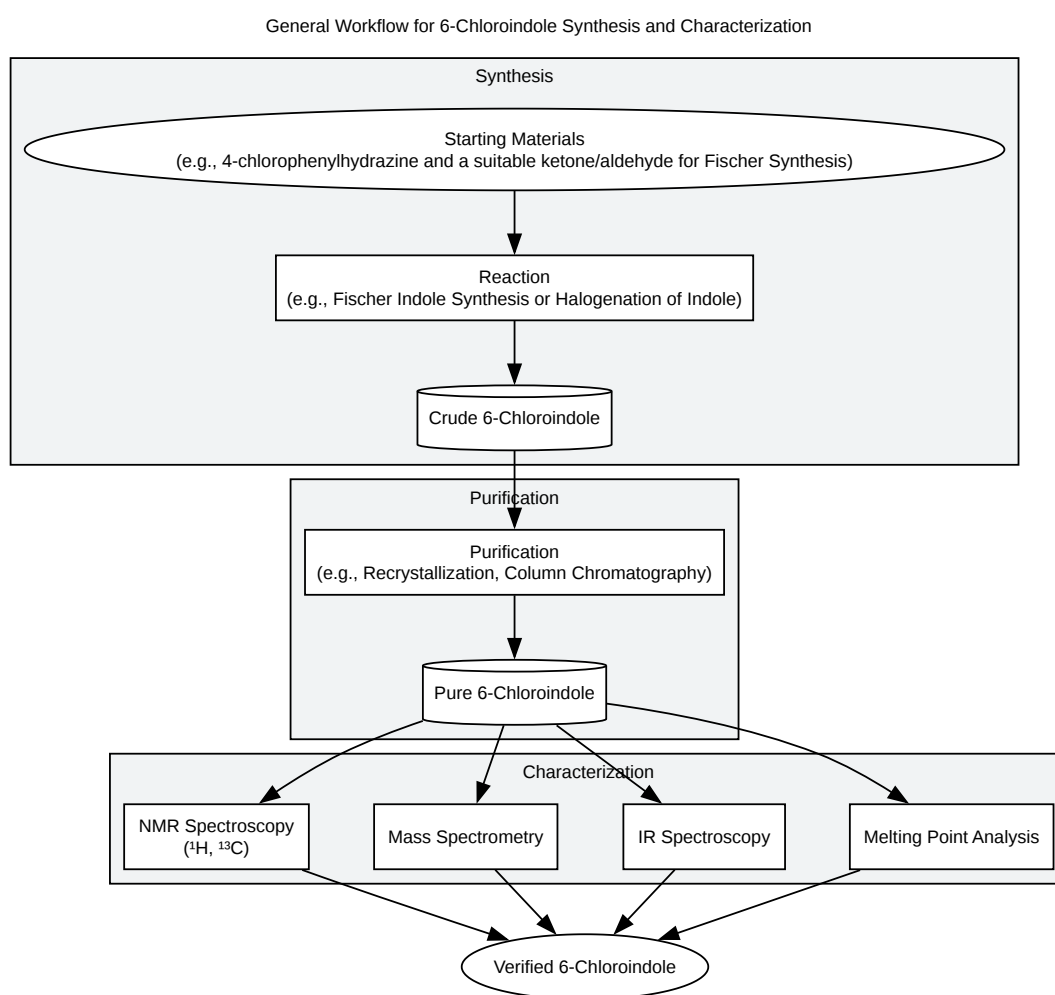 General Workflow for 6-Chloroindole Synthesis and Characterization
Synthesis
Starting Materials
(e.g., 4-chlorophenylhydrazine and a suitable ketone/aldehyde for Fischer Synthesis)
Reaction
(e.g., Fischer Indole Synthesis or Halogenation of Indole)
Crude 6-Chloroindole
Purification
Purification
(e.g., Recrystallization, Column Chromatography)
Pure 6-Chloroindole
Characterization
NMR Spectroscopy
(¹H, ¹³C)
Mass Spectrometry
IR Spectroscopy
Melting Point Analysis
Verified 6-Chloroindole